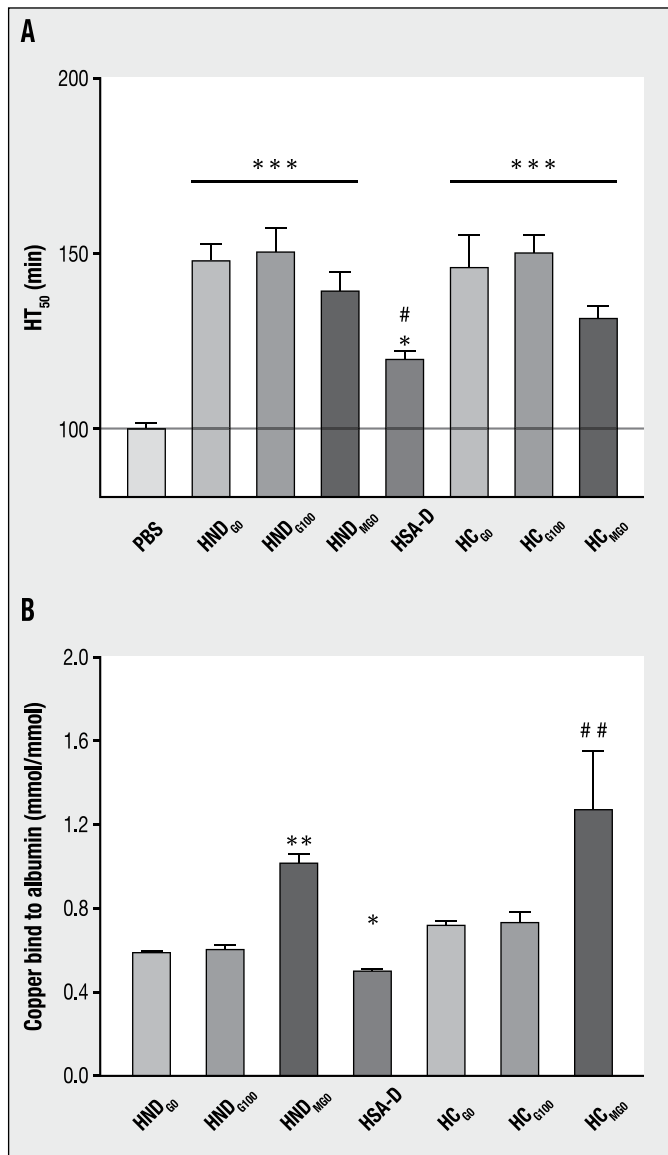 A
200
150
100
HT50 (min)
***
***
#
*
PBS
HNDG0
HNDG100
HNDMGO
HSA-D
HCG0
HCG100
HCMGO
B
2.0
1.6
1.2
0.8
0.4
0.0
Copper bind to albumin (mmol/mmol)
**
*
##
HNDG0
HNDG100
HNDMGO
HSA-D
HCG0
HCG100
HCMGO